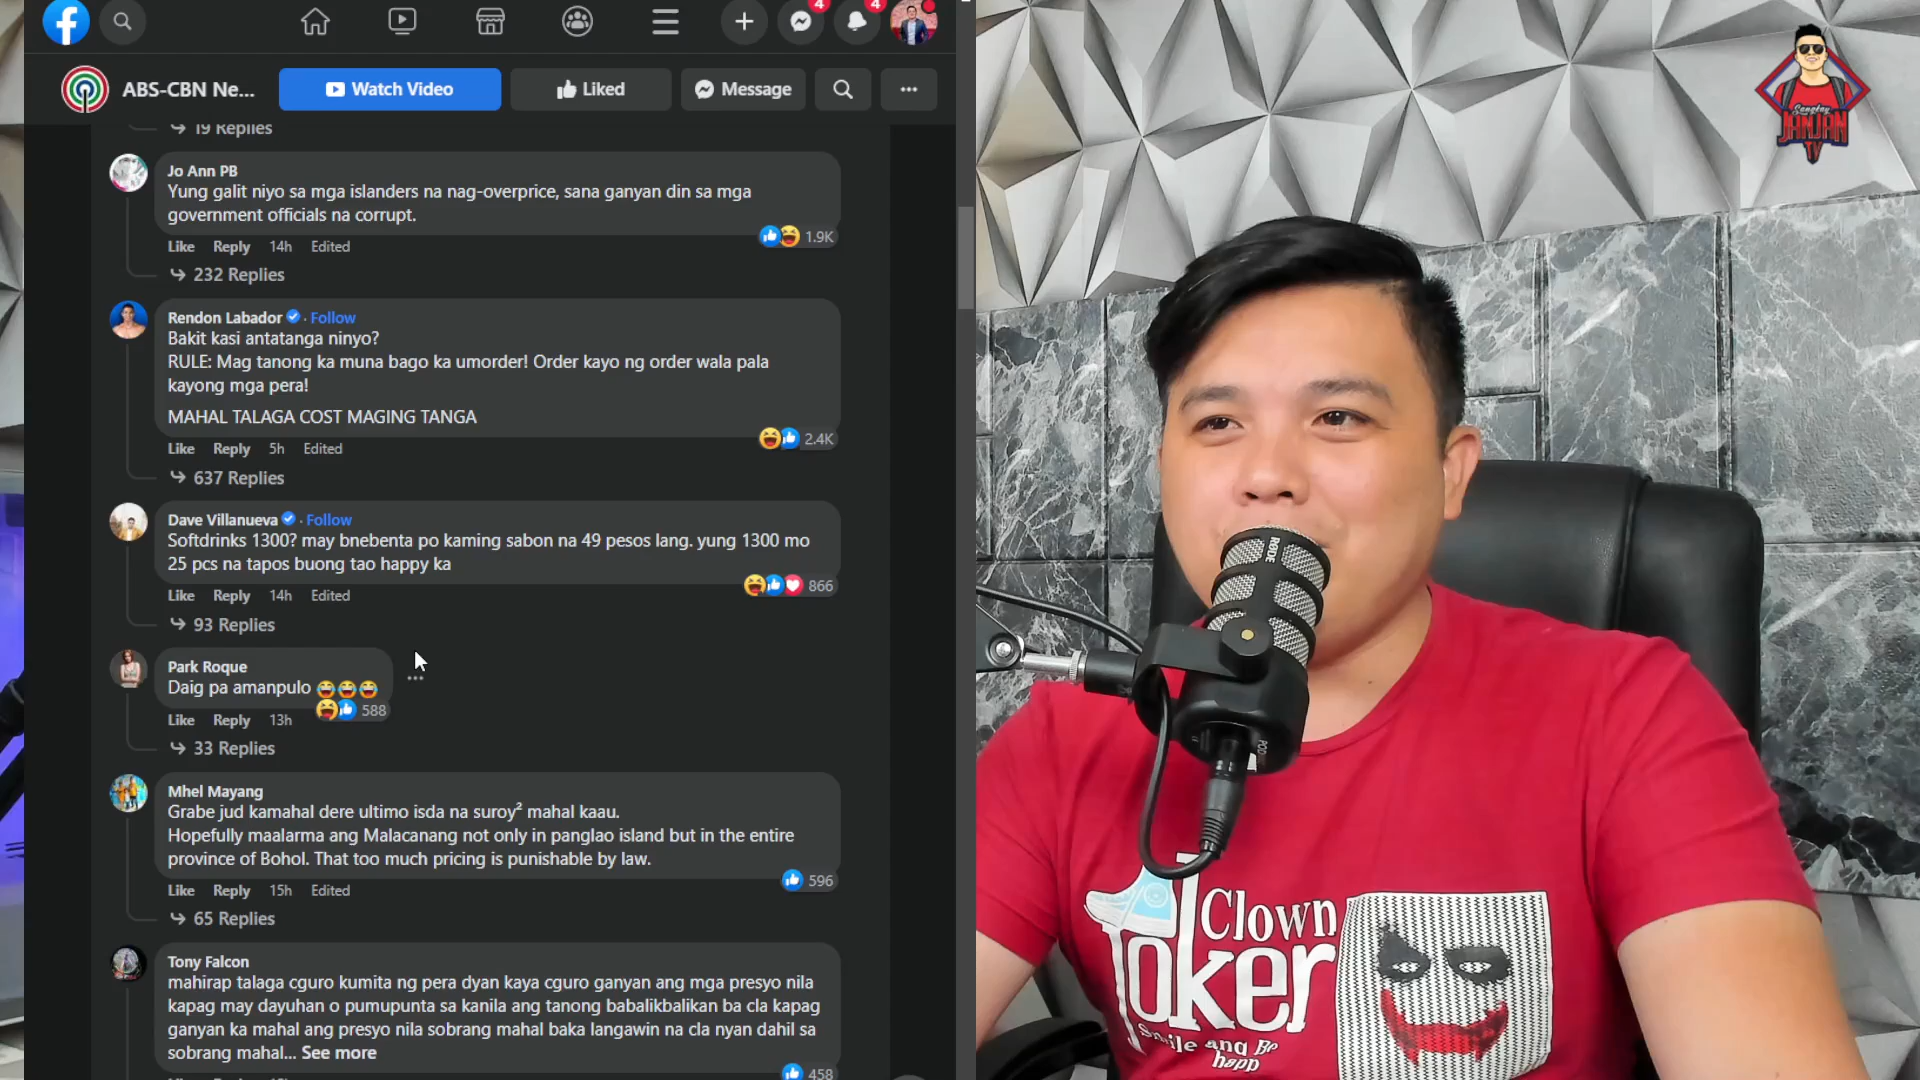 4
4
ABS-CBN Ne...
Watch Video
Liked
Message
19 Replies
Jo Ann PB
Yung galit niyo sa mga islanders na nag-overprice, sana ganyan din sa mga
government officials na corrupt.
1.9K
Like Reply 14h Edited
232 Replies
Rendon Labador · Follow
Bakit kasi antatanga ninyo?
RULE: Mag tanong ka muna bago ka umorder! Order kayo ng order wala pala
kayong mga pera!
MAHAL TALAGA COST MAGING TANGA
2.4K
Like Reply 5h Edited
637 Replies
Dave Villanueva · Follow
Softdrinks 1300? may bnebenta po kaming sabon na 49 pesos lang. yung 1300 mo
25 pcs na tapos buong tao happy ka
866
Like Reply 14h Edited
93 Replies
Park Roque
Daig pa amanpulo 😂😂😂
588
Like Reply 13h
33 Replies
Mhel Mayang
Grabe jud kamahal dere ultimo isda na suroy² mahal kaau.
Hopefully maalarma ang Malacanang not only in panglao island but in the entire
province of Bohol. That too much pricing is punishable by law.
596
Like Reply 15h Edited
65 Replies
Tony Falcon
mahirap talaga cguro kumita ng pera dyan kaya cguro ganyan ang mga presyo nila
kapag may dayuhan o pumupunta sa kanila ang tanong babalikbalikan ba cla kapag
ganyan ka mahal ang presyo nila sobrang mahal baka langawin na cla nyan dahil sa
sobrang mahal... See more
458
Sangkay
JANJAN
TV
RODE
Clown
Joker
Smile and Be
happ